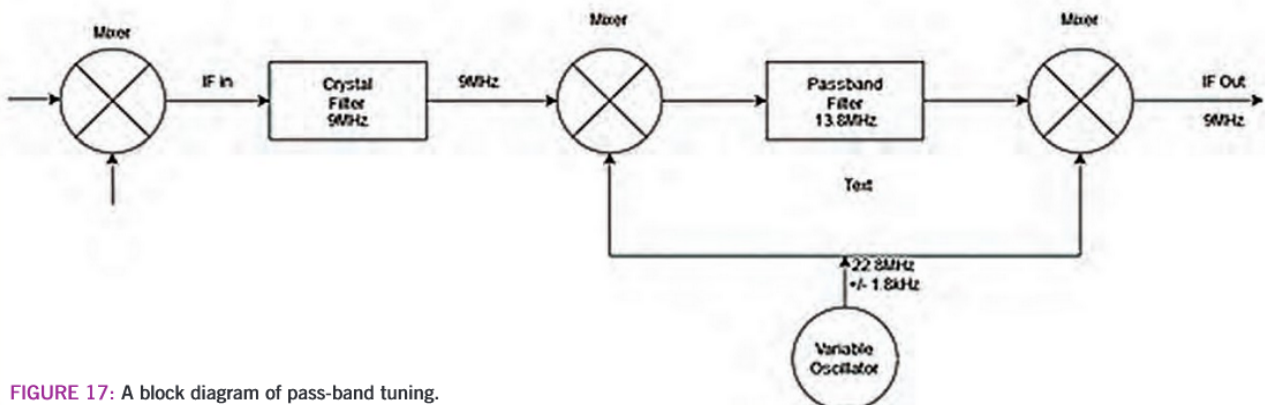 Mixer
IF in
Crystal
Filter
9MHz
9MHz
Mixer
Passband
Filter
13.8MHz
Text
Mixer
IF Out
9MHz
22.8MHz
+/- 1.8kHz
Variable
Oscillator
FIGURE 17: A block diagram of pass-band tuning.